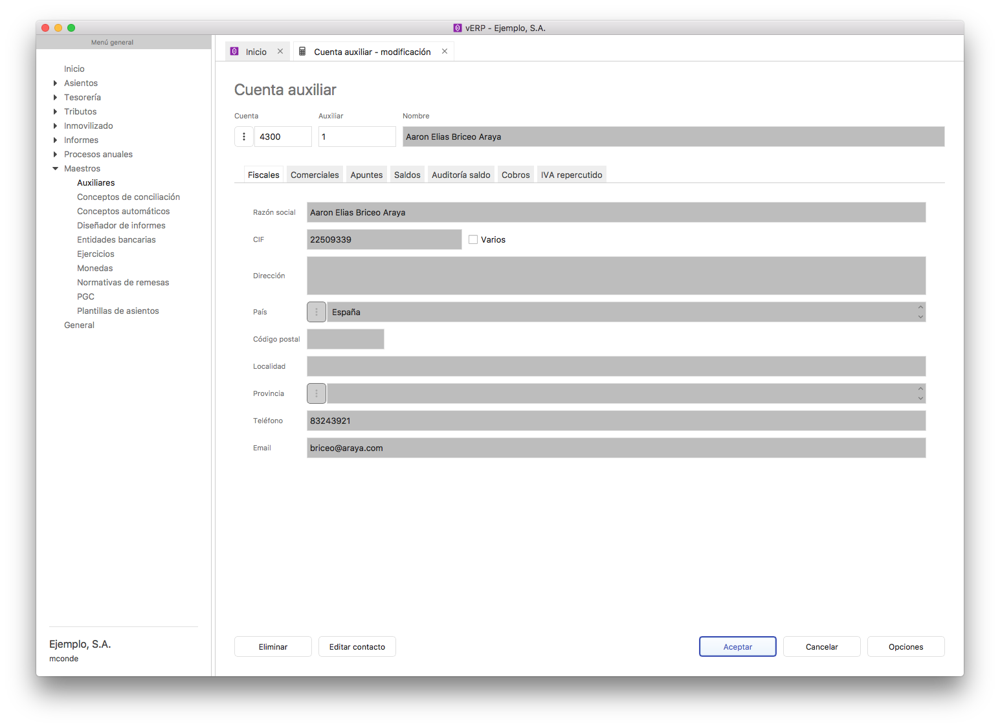 vERP - Ejemplo, S.A.
Menú general
Inicio
Asientos
Tesorería
Tributos
Inmovilizado
Informes
Procesos anuales
Maestros
Auxiliares
Conceptos de conciliación
Conceptos automáticos
Diseñador de informes
Entidades bancarias
Ejercicios
Monedas
Normativas de remesas
PGC
Plantillas de asientos
General
Ejemplo, S.A.
mconde
Inicio Cuenta auxiliar - modificación
Cuenta auxiliar
Cuenta Auxiliar Nombre
4300 1 Aaron Elias Briceo Araya
Fiscales Comerciales Apuntes Saldos Auditoría saldo Cobros IVA repercutido
Razón social Aaron Elias Briceo Araya
CIF 22509339 Varios
Dirección
País España
Código postal
Localidad
Provincia
Teléfono 83243921
Email briceo@araya.com
Eliminar Editar contacto Aceptar Cancelar Opciones